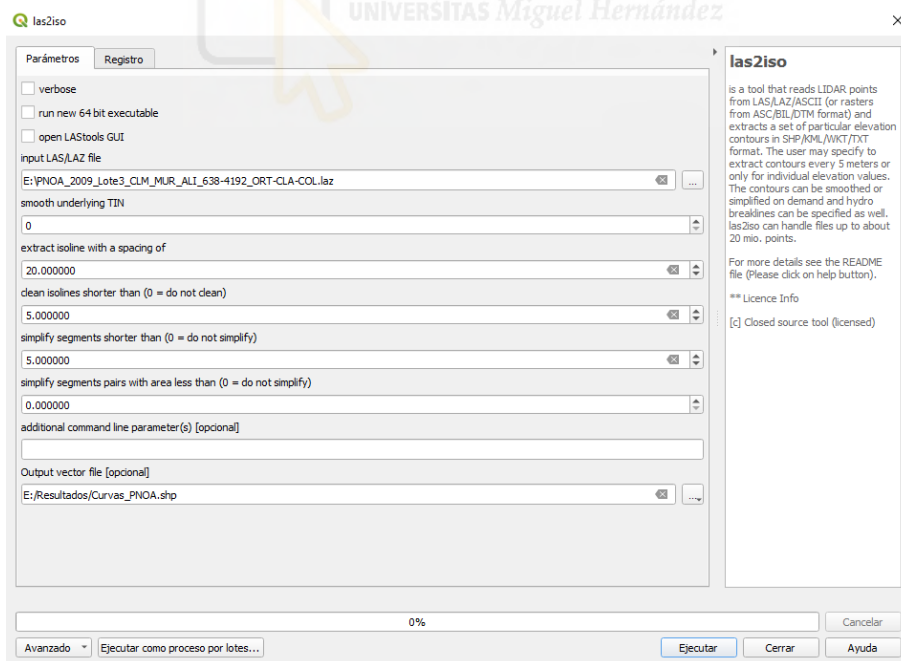 UNIVERSITAS Miguel Hernández
las2iso
Parámetros
Registro
verbose
run new 64 bit executable
open LAStools GUI
input LAS/LAZ file
E:\PNOA_2009_Lote3_CLM_MUR_ALI_638-4192_ORT-CLA-COL.laz
...
smooth underlying TIN
0
extract isoline with a spacing of
20.000000
clean isolines shorter than (0 = do not clean)
5.000000
simplify segments shorter than (0 = do not simplify)
5.000000
simplify segments pairs with area less than (0 = do not simplify)
0.000000
additional command line parameter(s) [opcional]
Output vector file [opcional]
E:/Resultados/Curvas_PNOA.shp
...
las2iso
is a tool that reads LIDAR points
from LAS/LAZ/ASCII (or rasters
from ASC/BIL/DTM format) and
extracts a set of particular elevation
contours in SHP/KML/WKT/TXT
format. The user may specify to
extract contours every 5 meters or
only for individual elevation values.
The contours can be smoothed or
simplified on demand and hydro
breaklines can be specified as well.
las2iso can handle files up to about
20 mio. points.
For more details see the README
file (Please click on help button).
** Licence Info
[c] Closed source tool (licensed)
0%
Cancelar
Avanzado
Ejecutar como proceso por lotes...
Ejecutar
Cerrar
Ayuda